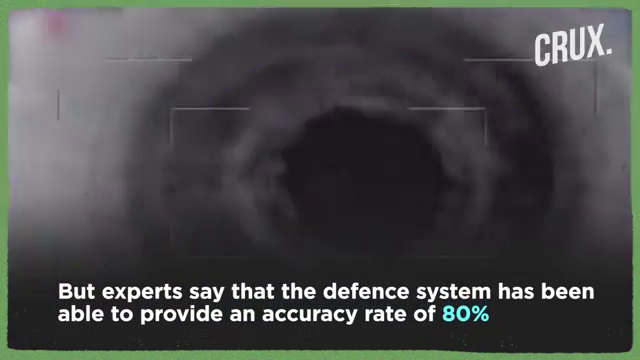 CRUX.
But experts say that the defence system has been
able to provide an accuracy rate of 80%